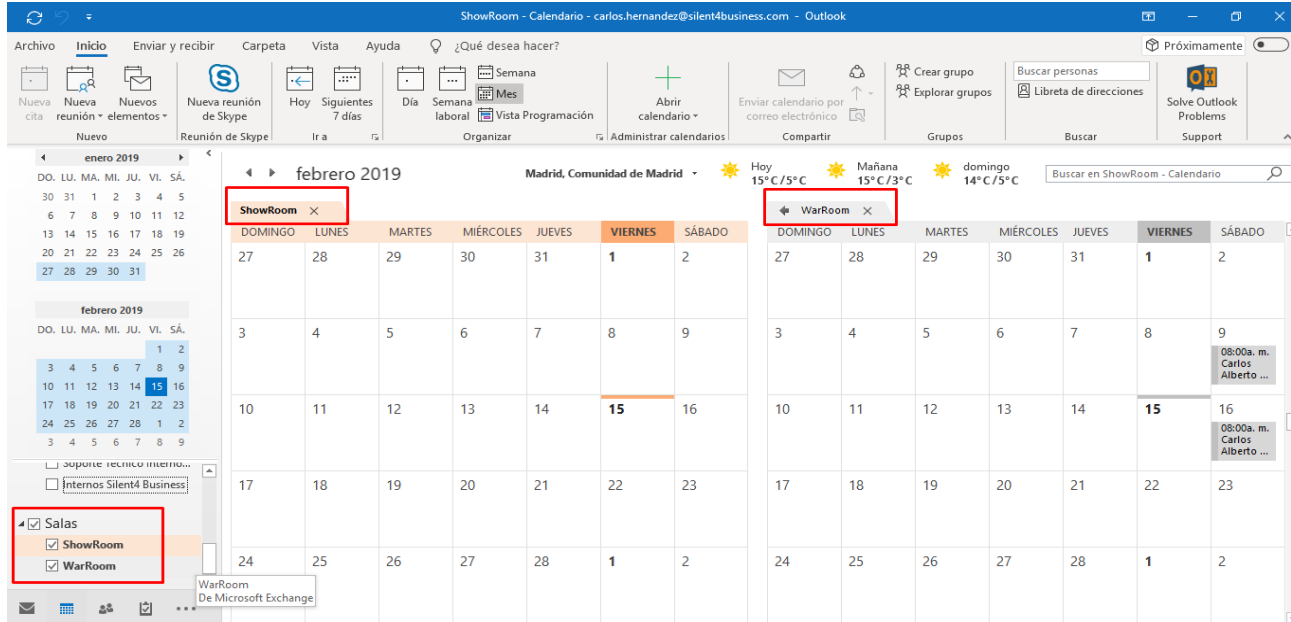 ShowRoom - Calendario - carlos.hernandez@silent4business.com - Outlook
Archivo Inicio Enviar y recibir Carpeta Vista Ayuda ¿Qué desea hacer? Próximamente
Nueva cita
Nueva reunión
Nuevos elementos
Nuevo
Nueva reunión de Skype
Reunión de Skype
Hoy
Siguientes 7 días
Ir a
Día
Semana laboral
Semana
Mes
Vista Programación
Organizar
Abrir calendario
Administrar calendarios
Enviar calendario por correo electrónico
Compartir
Crear grupo
Explorar grupos
Grupos
Buscar personas
Libreta de direcciones
Buscar
Solve Outlook Problems
Support
enero 2019
DO. LU. MA. MI. JU. VI. SÁ.
30 31 1 2 3 4 5
6 7 8 9 10 11 12
13 14 15 16 17 18 19
20 21 22 23 24 25 26
27 28 29 30 31
febrero 2019
DO. LU. MA. MI. JU. VI. SÁ.
1 2
3 4 5 6 7 8 9
10 11 12 13 14 15 16
17 18 19 20 21 22 23
24 25 26 27 28 1 2
3 4 5 6 7 8 9
Soporte Técnico Interno...
Internos Silent4 Business
Salas
ShowRoom
WarRoom
WarRoom
De Microsoft Exchange
febrero 2019
Madrid, Comunidad de Madrid
Hoy
15°C/5°C
Mañana
15°C/3°C
domingo
14°C/5°C
Buscar en ShowRoom - Calendario
ShowRoom
DOMINGO LUNES MARTES MIÉRCOLES JUEVES VIERNES SÁBADO
27 28 29 30 31 1 2
3 4 5 6 7 8 9
10 11 12 13 14 15 16
17 18 19 20 21 22 23
24 25 26 27 28 1 2
WarRoom
DOMINGO LUNES MARTES MIÉRCOLES JUEVES VIERNES SÁBADO
27 28 29 30 31 1 2
3 4 5 6 7 8 9
08:00a. m.
Carlos
Alberto ...
10 11 12 13 14 15 16
08:00a. m.
Carlos
Alberto ...
17 18 19 20 21 22 23
24 25 26 27 28 1 2